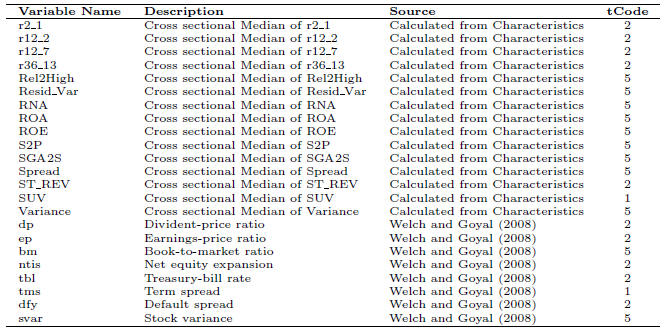 Variable Name Description Source tCode
r2_1 Cross sectional Median of r2_1 Calculated from Characteristics 2
r12_2 Cross sectional Median of r12_2 Calculated from Characteristics 2
r12_7 Cross sectional Median of r12_7 Calculated from Characteristics 2
r36_13 Cross sectional Median of r36_13 Calculated from Characteristics 2
Rel2High Cross sectional Median of Rel2High Calculated from Characteristics 5
Resid_Var Cross sectional Median of Resid_Var Calculated from Characteristics 5
RNA Cross sectional Median of RNA Calculated from Characteristics 5
ROA Cross sectional Median of ROA Calculated from Characteristics 5
ROE Cross sectional Median of ROE Calculated from Characteristics 5
S2P Cross sectional Median of S2P Calculated from Characteristics 5
SGA2S Cross sectional Median of SGA2S Calculated from Characteristics 5
Spread Cross sectional Median of Spread Calculated from Characteristics 5
ST_REV Cross sectional Median of ST_REV Calculated from Characteristics 2
SUV Cross sectional Median of SUV Calculated from Characteristics 1
Variance Cross sectional Median of Variance Calculated from Characteristics 5
dp Divident-price ratio Welch and Goyal (2008) 2
ep Earnings-price ratio Welch and Goyal (2008) 2
bm Book-to-market ratio Welch and Goyal (2008) 5
ntis Net equity expansion Welch and Goyal (2008) 2
tbl Treasury-bill rate Welch and Goyal (2008) 2
tms Term spread Welch and Goyal (2008) 1
dfy Default spread Welch and Goyal (2008) 2
svar Stock variance Welch and Goyal (2008) 5